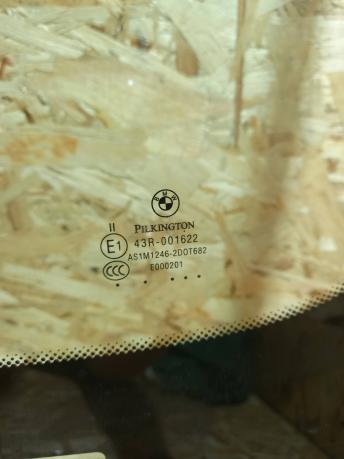 BMW
II
PILKINGTON
E1 43R-001622
AS1M1246-2DOT682
CCC E000201